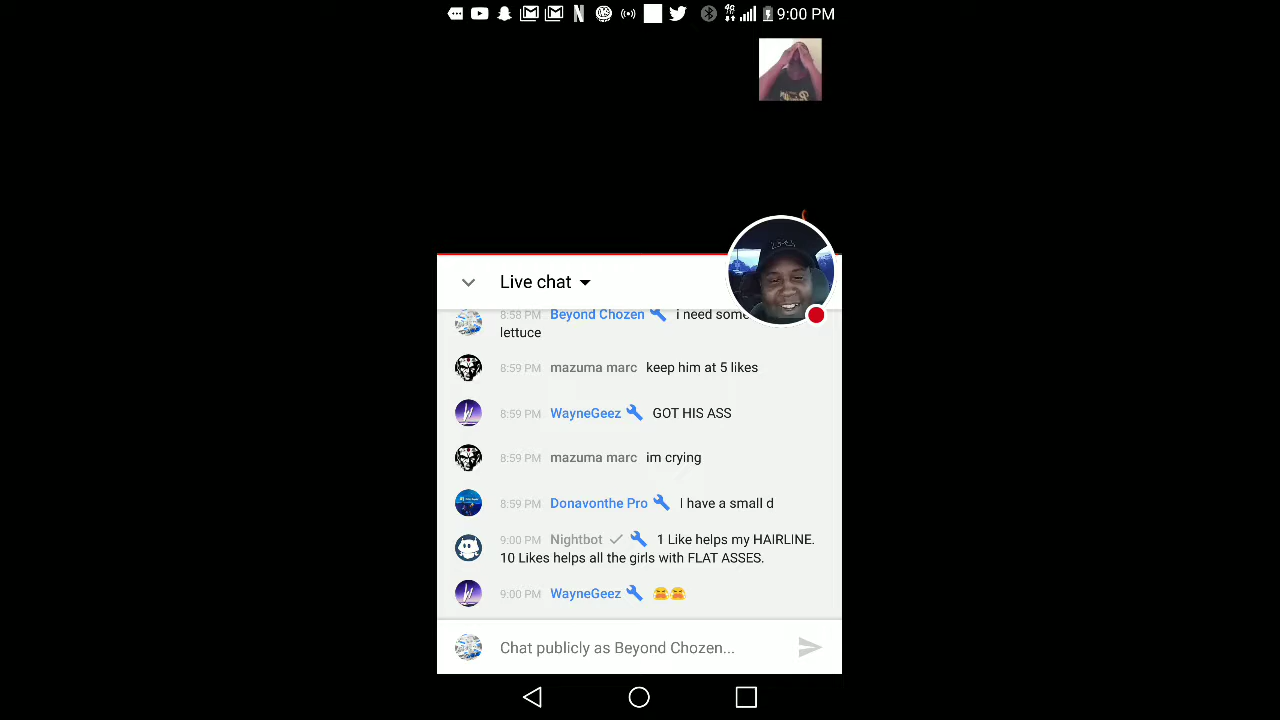 9:00 PM
Live chat
8:58 PM Beyond Chozen i need some
lettuce
8:59 PM mazuma marc keep him at 5 likes
8:59 PM WayneGeez GOT HIS ASS
8:59 PM mazuma marc im crying
8:59 PM Donavonthe Pro I have a small d
9:00 PM Nightbot 1 Like helps my HAIRLINE.
10 Likes helps all the girls with FLAT ASSES.
9:00 PM WayneGeez 😫😫
Chat publicly as Beyond Chozen...